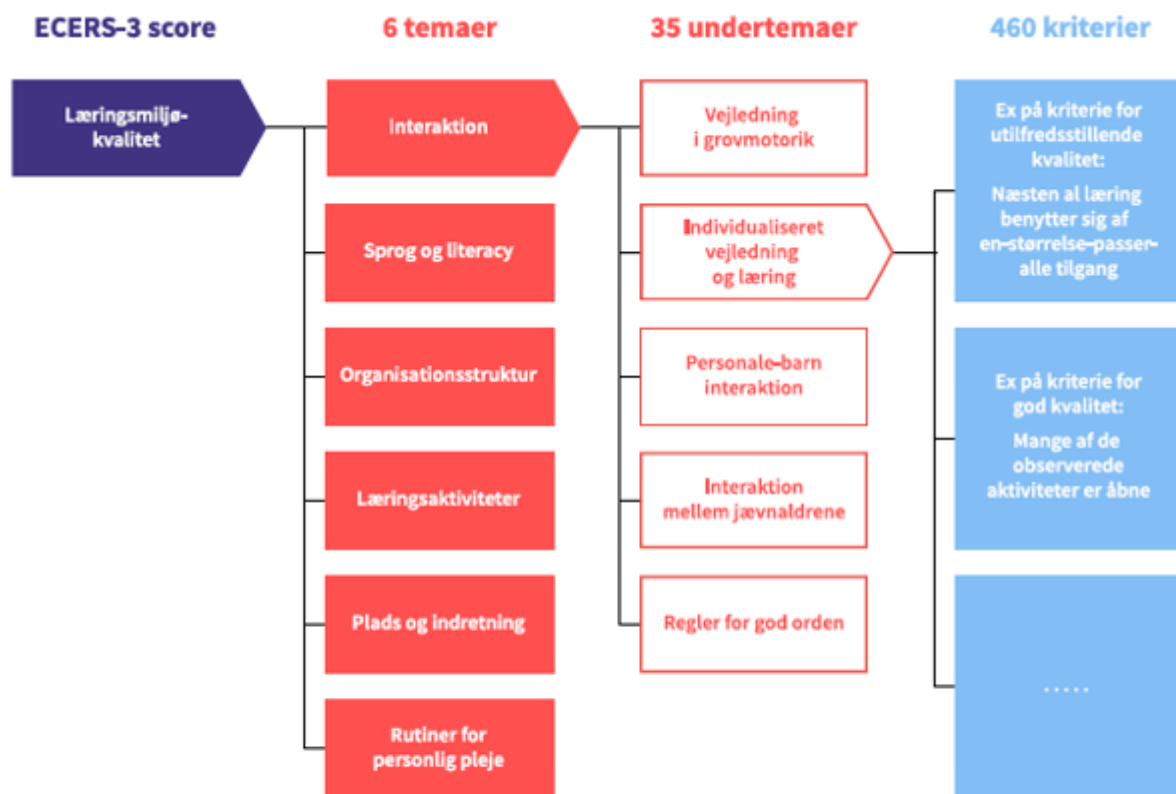 ECERS-3 score
6 temaer
35 undertemaer
460 kriterier
Læringsmiljø-
kvalitet
Interaktion
Sprog og literacy
Organisationsstruktur
Læringsaktiviteter
Plads og indretning
Rutiner for
personlig pleje
Vejledning
i grovmotorik
Individualiseret
vejledning
og læring
Personale-barn
interaktion
Interaktion
mellem jævnaldrene
Regler for god orden
Ex på kriterie for
utilfredsstillende
kvalitet:
Næsten al læring
benytter sig af
en-størrelse-passer-
alle tilgang
Ex på kriterie for
god kvalitet:
Mange af de
observerede
aktiviteter er åbne
.....